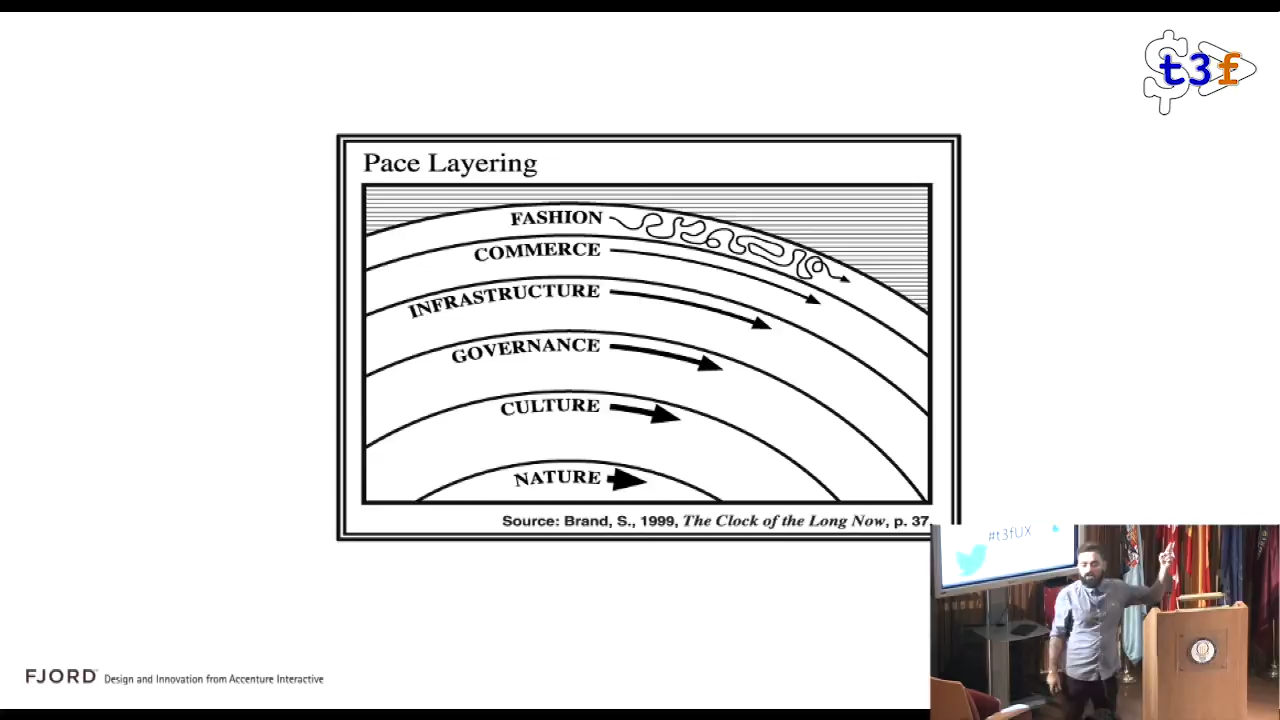 t3f
Pace Layering
FASHION
COMMERCE
INFRASTRUCTURE
GOVERNANCE
CULTURE
NATURE
Source: Brand, S., 1999, The Clock of the Long Now, p. 37.
#t3fUX
FJORD Design and Innovation from Accenture Interactive